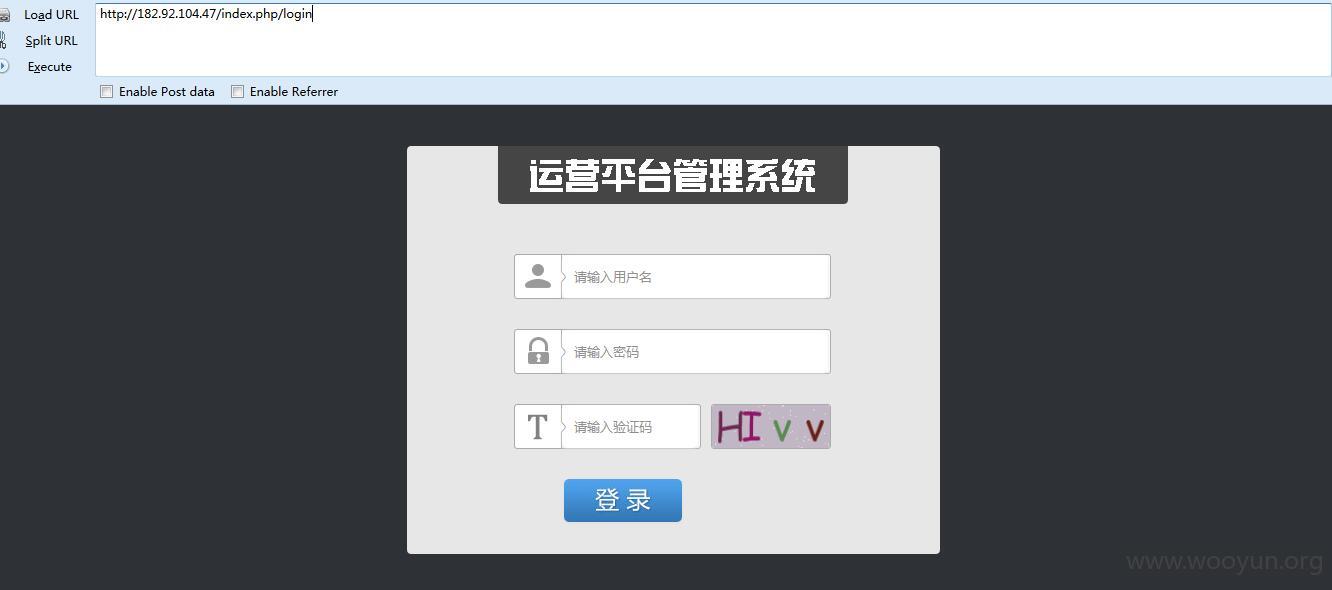 Load URL
http://182.92.104.47/index.php/login
Split URL
Execute
Enable Post data
Enable Referrer
运营平台管理系统
请输入用户名
请输入密码
请输入验证码
HIVV
登录
www.wooyun.org